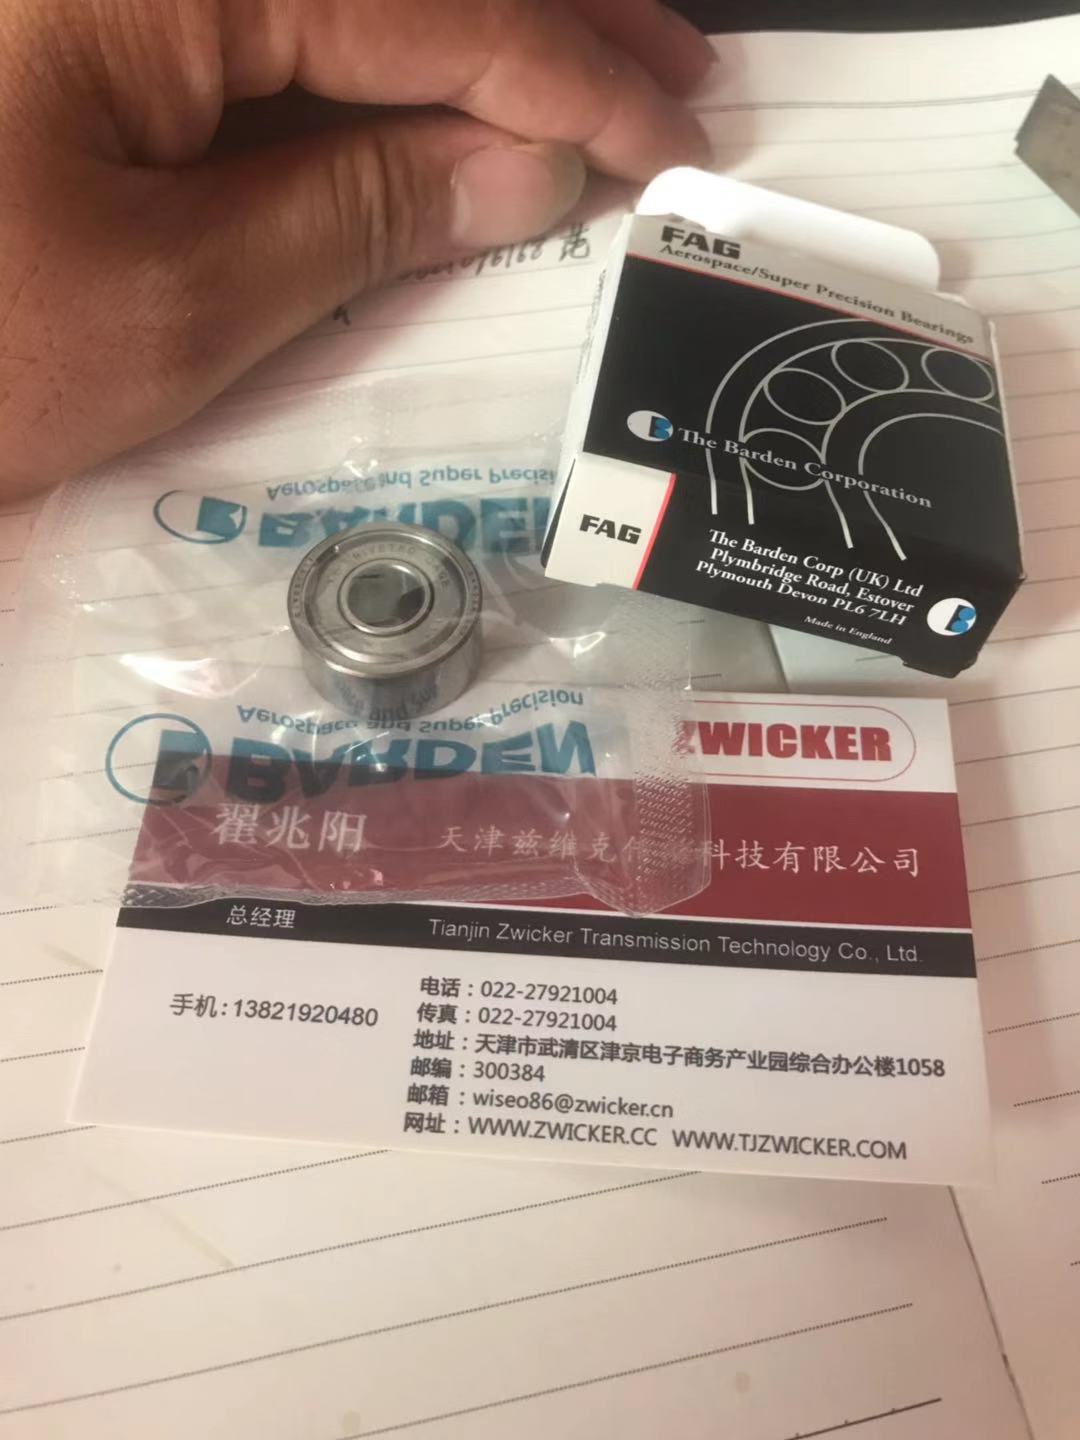 FAG
Aerospace/Super Precision Bearings
The Barden Corporation
FAG
The Barden Corp (UK) Ltd
Plymbridge Road, Estover
Plymouth Devon PL6 7LH
Made in England
Aerospace and Super Precisi
BARDEN
RIVETED CAGE
Aerospace and Super Precision
BARDEN
ZWICKER
翟兆阳
天津兹维克传 科技有限公司
总经理
Tianjin Zwicker Transmission Technology Co., Ltd.
手机:13821920480
电话:022-27921004
传真:022-27921004
地址:天津市武清区津京电子商务产业园综合办公楼1058
邮编:300384
邮箱:wiseo86@zwicker.cn
网址:WWW.ZWICKER.CC WWW.TJZWICKER.COM